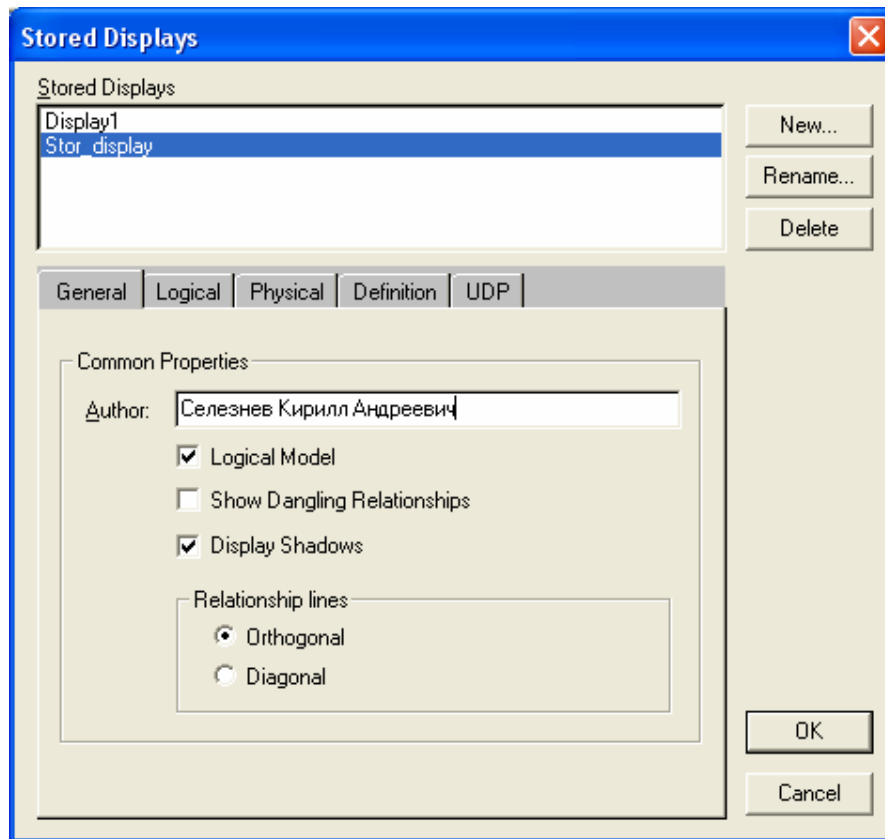 Stored Displays
Stored Displays
Display1
Stor_display
New...
Rename...
Delete
General Logical Physical Definition UDP
Common Properties
Author: Селезнев Кирилл Андреевич
Logical Model
Show Dangling Relationships
Display Shadows
Relationship lines
Orthogonal
Diagonal
OK
Cancel